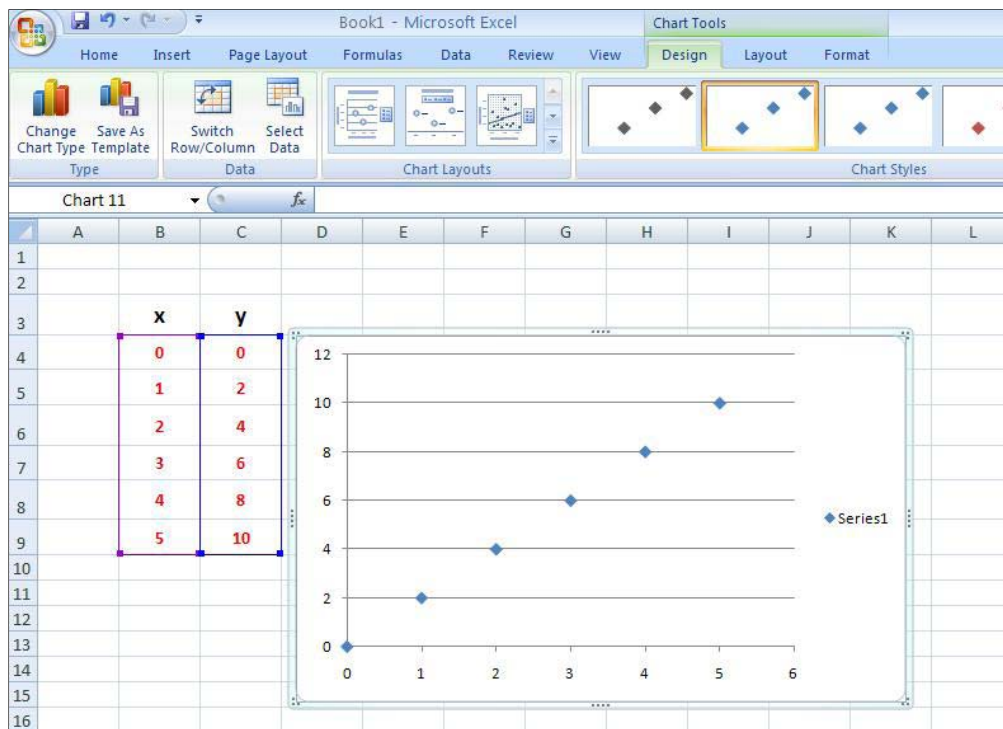 Book1 - Microsoft Excel
Chart Tools
Home Insert Page Layout Formulas Data Review View Design Layout Format
Change Chart Type
Save As Template
Switch Row/Column
Select Data
Type
Data
Chart Layouts
Chart Styles
Chart 11
fx
A B C D E F G H I J K L
1
2
3 x y
4 0 0
5 1 2
6 2 4
7 3 6
8 4 8
9 5 10
10
11
12
13
14
15
16
12
10
8
6
4
2
0
0 1 2 3 4 5 6
Series1